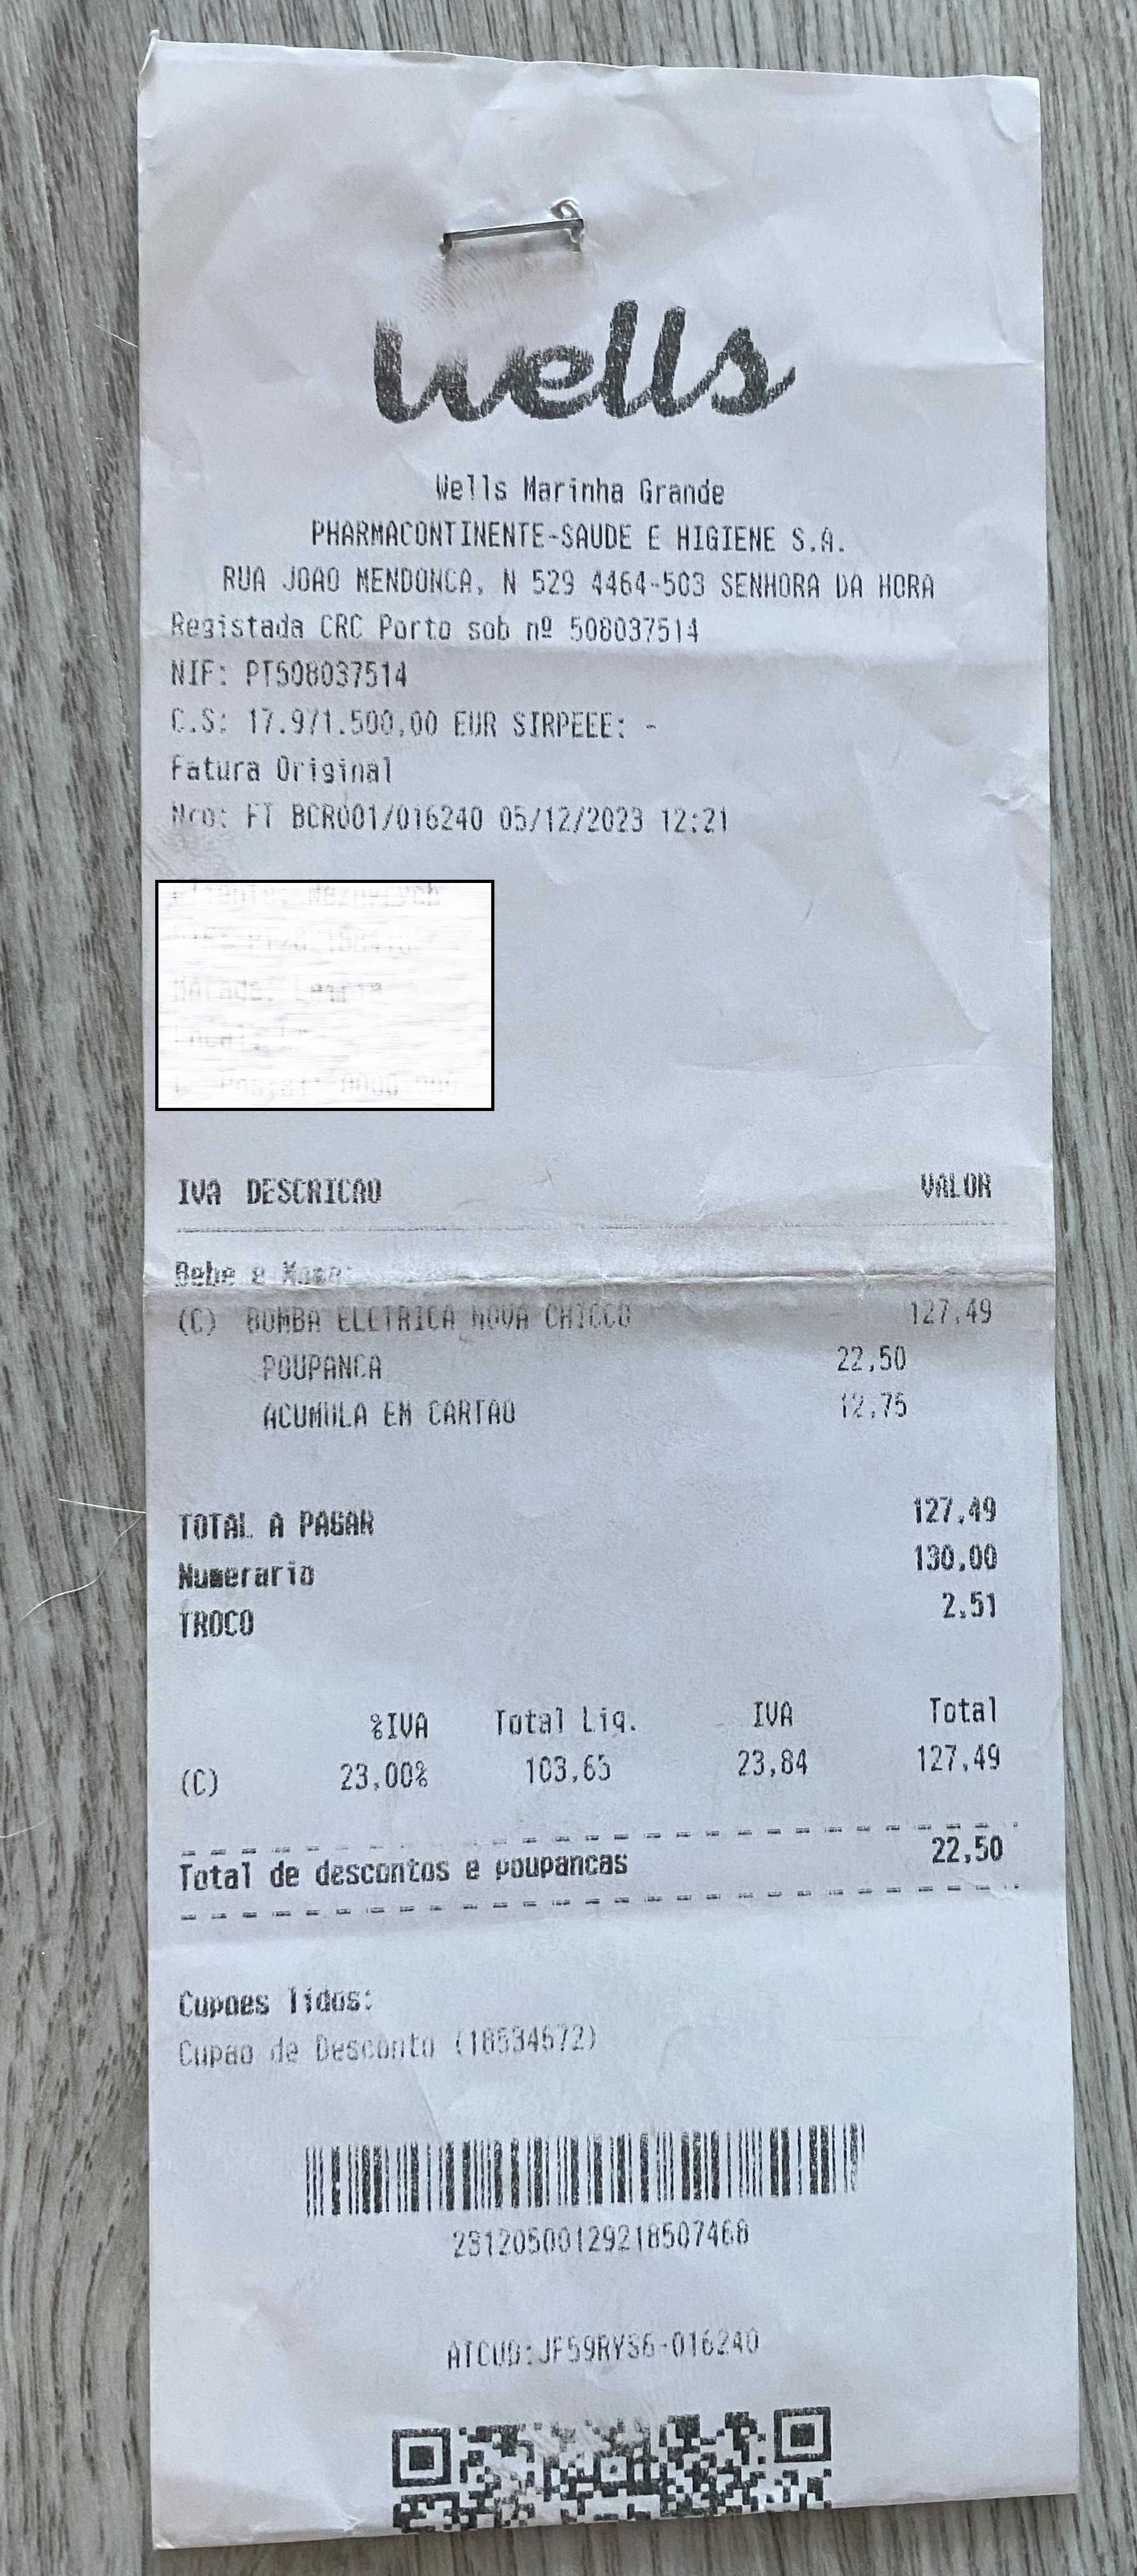 wells
Wells Marinha Grande
PHARMACONTINENTE-SAUDE E HIGIENE S.A.
RUA JOAO MENDONCA, N 529 4464-503 SENHORA DA HORA
Registada CRC Porto sob nº 508037514
NIF: PT508037514
C.S: 17.971.500,00 EUR SIRPEEE: -
Fatura Original
Nro: FT BCR001/016240 05/12/2023 12:21
IVA DESCRICAO VALOR
Bebe e Mama:
(C) BOMBA ELETRICA NOVA CHICCO 127,49
POUPANCA 22,50
ACUMULA EM CARTAO 12,75
TOTAL A PAGAR 127,49
Numerario 130,00
TROCO 2,51
%IVA Total Liq. IVA Total
(C) 23,00% 103,65 23,84 127,49
Total de descontos e poupancas 22,50
Cupoes lidos:
Cupao de Desconto
ATCUD:JF59RYS6-016240